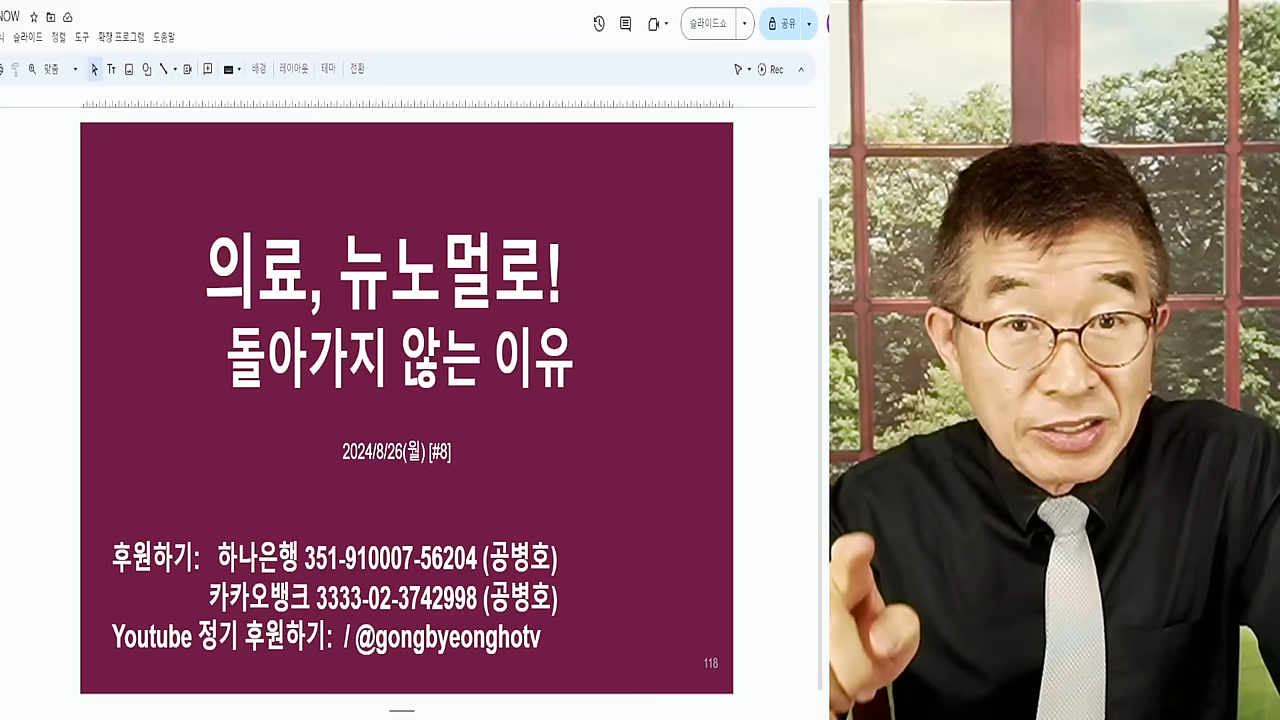 NOW
슬라이드 정렬 도구 확장 프로그램 도움말
슬라이드쇼
공유
맞춤
Tr
배경
레이아웃
테마
전환
Rec
의료, 뉴노멀로!
돌아가지 않는 이유
2024/8/26(월) [#8]
후원하기: 하나은행 351-910007-56204 (공병호)
카카오뱅크 3333-02-3742998 (공병호)
Youtube 정기 후원하기: / @gongbyeonghotv
118